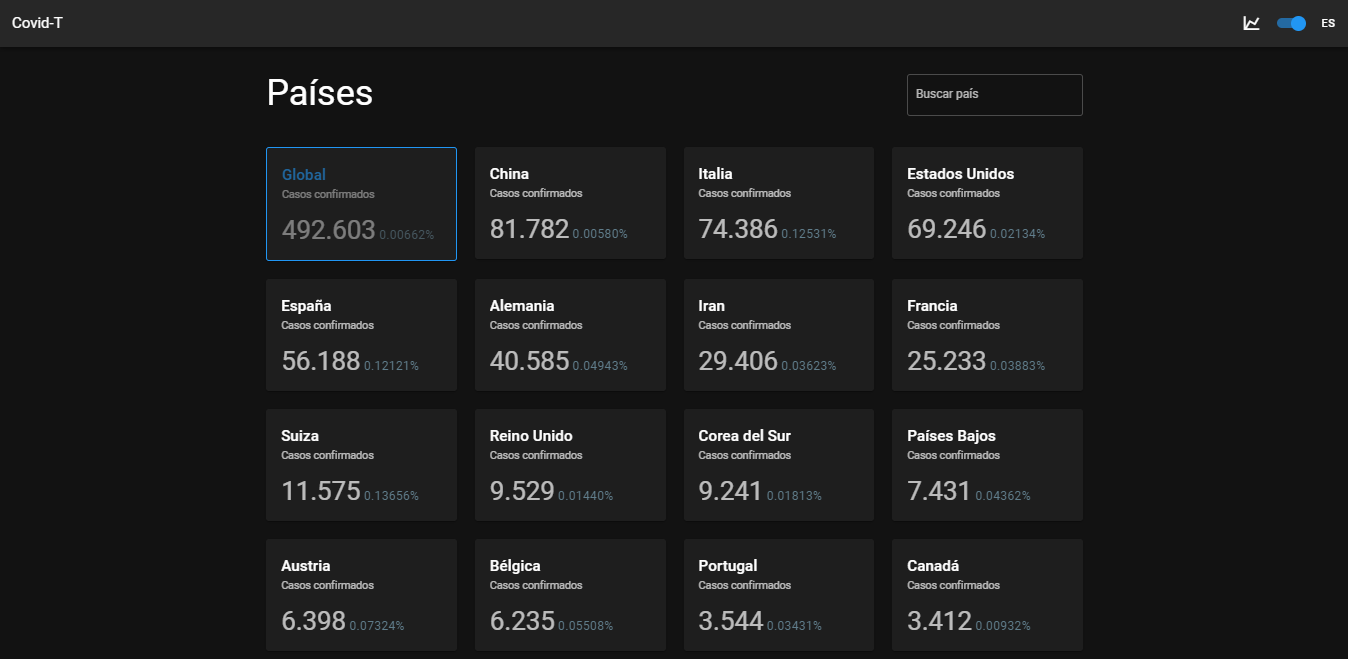 Covid-T
ES
Países
Buscar país
Global
Casos confirmados
492.603 0.00662%
China
Casos confirmados
81.782 0.00580%
Italia
Casos confirmados
74.386 0.12531%
Estados Unidos
Casos confirmados
69.246 0.02134%
España
Casos confirmados
56.188 0.12121%
Alemania
Casos confirmados
40.585 0.04943%
Iran
Casos confirmados
29.406 0.03623%
Francia
Casos confirmados
25.233 0.03883%
Suiza
Casos confirmados
11.575 0.13656%
Reino Unido
Casos confirmados
9.529 0.01440%
Corea del Sur
Casos confirmados
9.241 0.01813%
Países Bajos
Casos confirmados
7.431 0.04362%
Austria
Casos confirmados
6.398 0.07324%
Bélgica
Casos confirmados
6.235 0.05508%
Portugal
Casos confirmados
3.544 0.03431%
Canadá
Casos confirmados
3.412 0.00932%